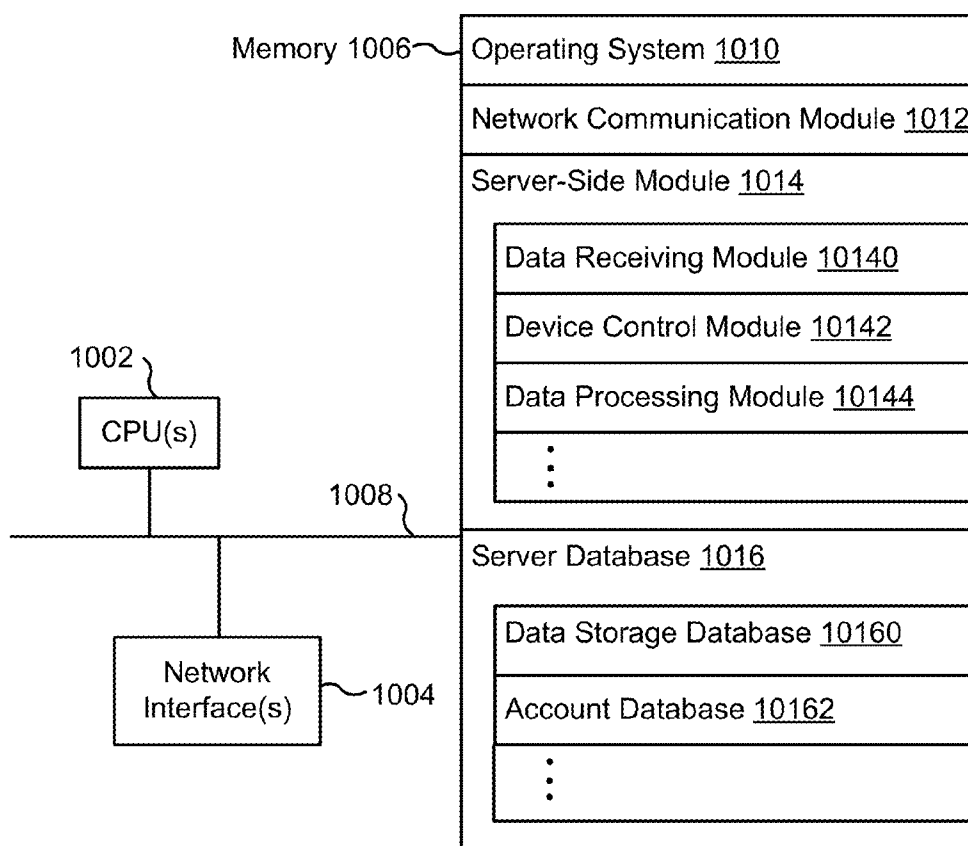 Memory 1006
Operating System 1010
Network Communication Module 1012
Server-Side Module 1014
Data Receiving Module 10140
Device Control Module 10142
Data Processing Module 10144
1002
CPU(s)
1008
Network
Interface(s)
1004
Server Database 1016
Data Storage Database 10160
Account Database 10162